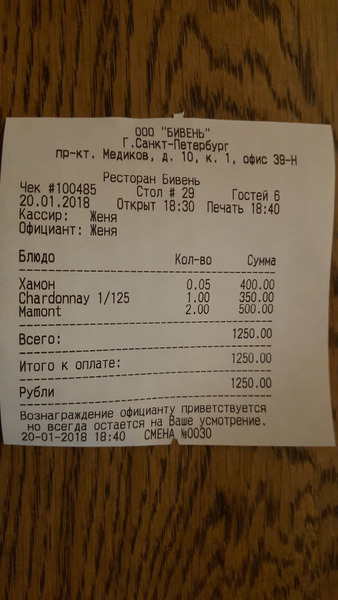 ООО "БИВЕНЬ"
Г.Санкт-Петербург
пр-кт. Медиков, д. 10, к. 1, офис 39-Н
Ресторан Бивень
Чек #100485 Стол # 29 Гостей 6
20.01.2018 Открыт 18:30 Печать 18:40
Кассир: Женя
Официант: Женя
Блюдо Кол-во Сумма
Хамон 0.05 400.00
Chardonnay 1/125 1.00 350.00
Mamont 2.00 500.00
Всего: 1250.00
Итого к оплате: 1250.00
Рубли 1250.00
Вознаграждение официанту приветствуется
но всегда остается на Ваше усмотрение.
20-01-2018 18:40 СМЕНА №0030